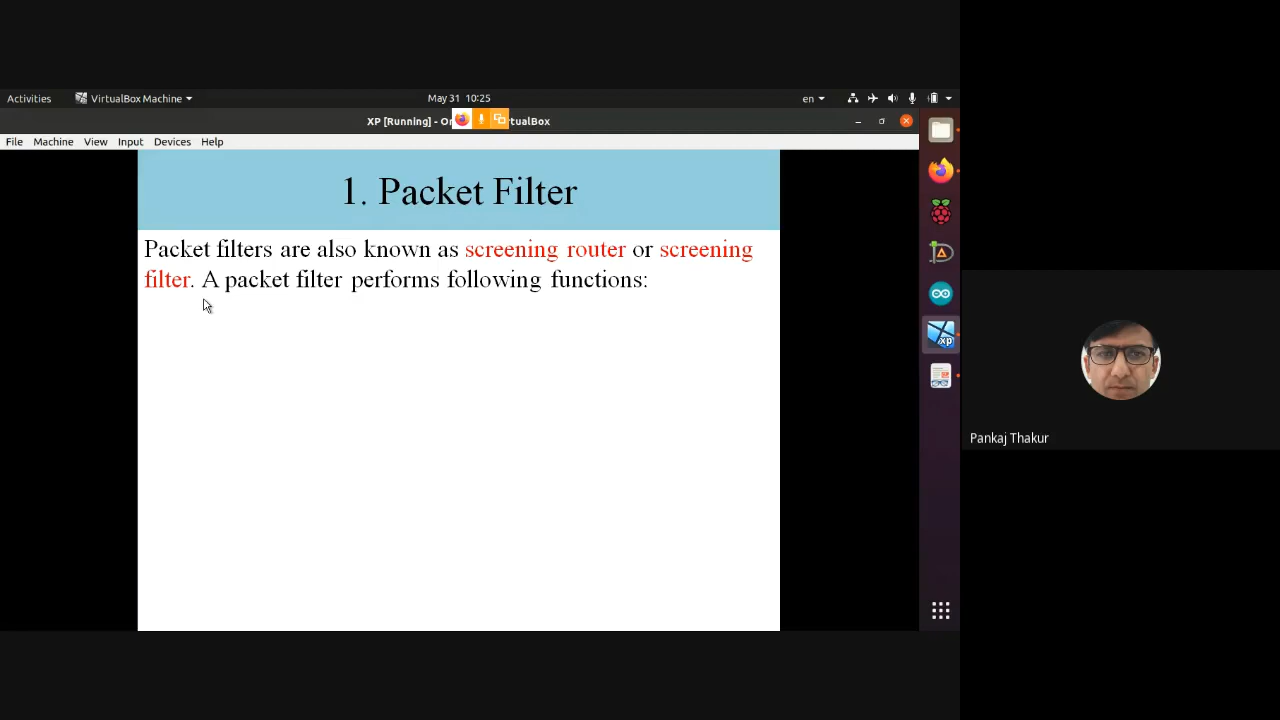 Activities VirtualBox Machine May 31 10:25 en
XP [Running] - Or tualBox
File Machine View Input Devices Help
1. Packet Filter
Packet filters are also known as screening router or screening
filter. A packet filter performs following functions:
xp
Pankaj Thakur